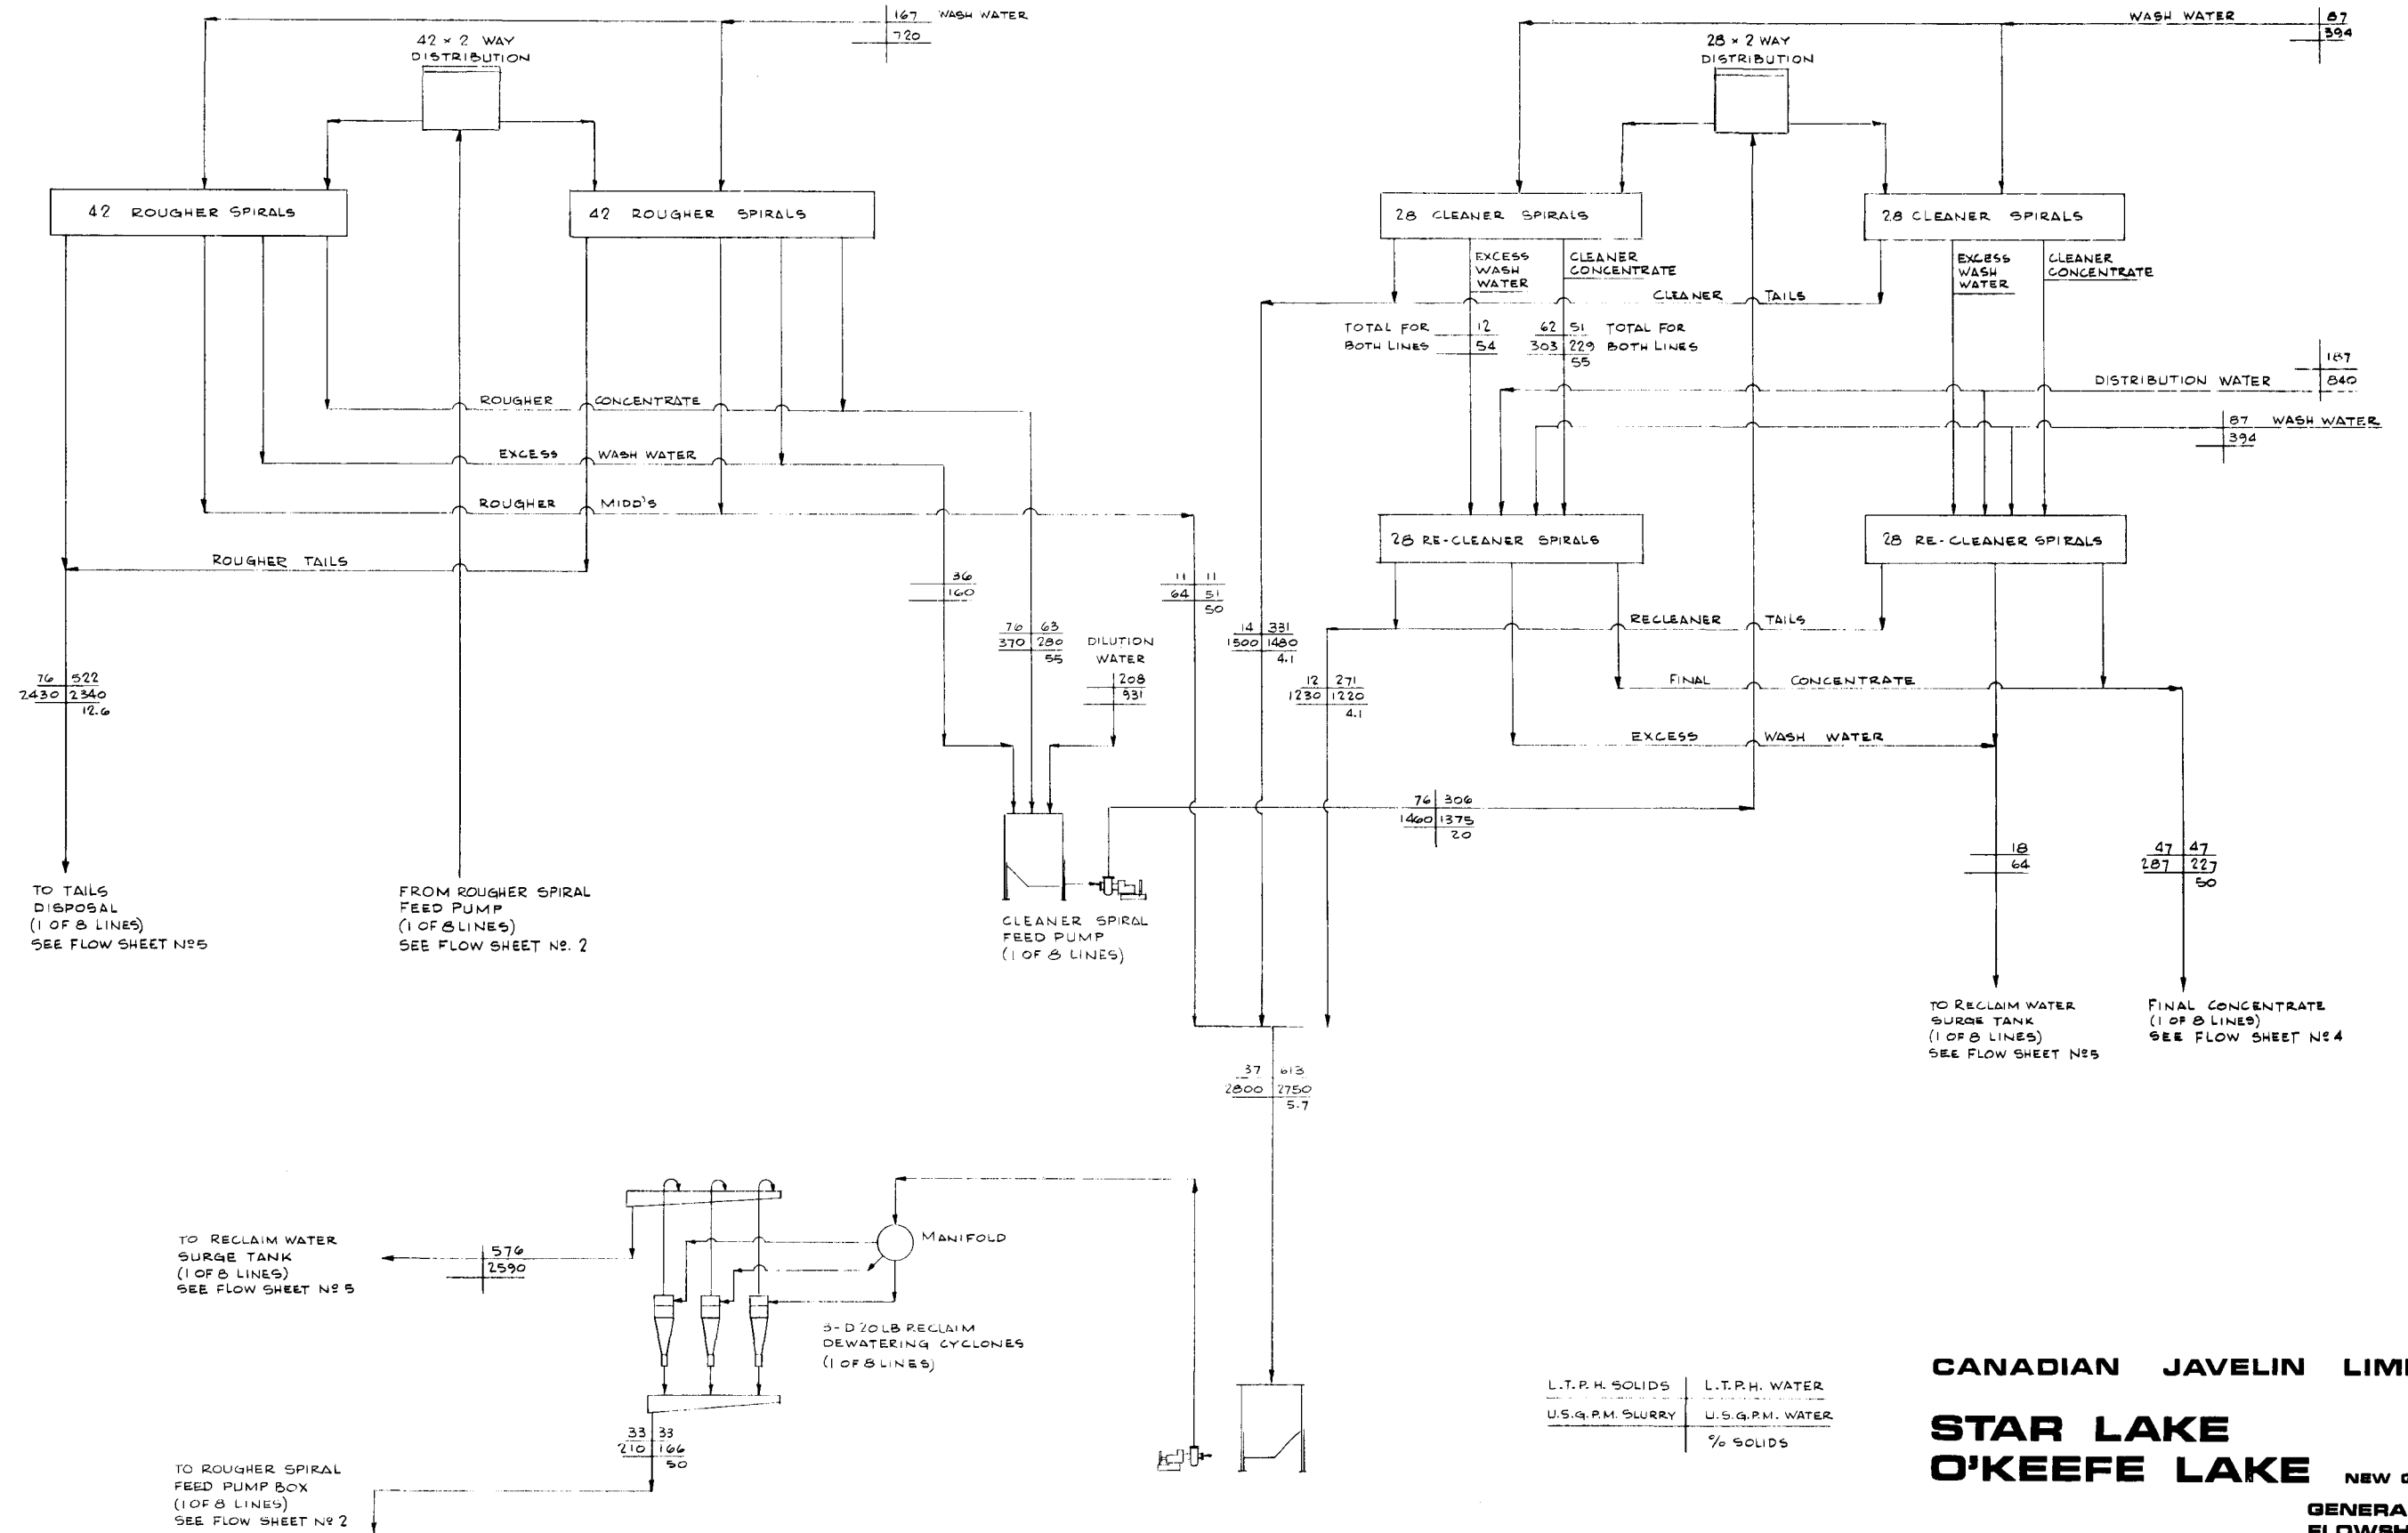 167 WASH WATER
720
42 × 2 WAY
DISTRIBUTION
42 ROUGHER SPIRALS
42 ROUGHER SPIRALS
ROUGHER CONCENTRATE
EXCESS WASH WATER
ROUGHER MIDD'S
ROUGHER TAILS
76 522
2430 2340
12.6
TO TAILS
DISPOSAL
(1 OF 8 LINES)
SEE FLOW SHEET Nº5
FROM ROUGHER SPIRAL
FEED PUMP
(1 OF 8 LINES)
SEE FLOW SHEET Nº. 2
36
160
76 63
370 280
55
DILUTION
WATER
208
931
11 11
64 51
50
CLEANER SPIRAL
FEED PUMP
(1 OF 8 LINES)
WASH WATER 87
394
28 × 2 WAY
DISTRIBUTION
28 CLEANER SPIRALS
28 CLEANER SPIRALS
EXCESS
WASH
WATER
CLEANER
CONCENTRATE
EXCESS
WASH
WATER
CLEANER
CONCENTRATE
CLEANER TAILS
TOTAL FOR 12
BOTH LINES 54
62 51 TOTAL FOR
303 229 BOTH LINES
55
187
DISTRIBUTION WATER 840
87 WASH WATER
394
28 RE-CLEANER SPIRALS
28 RE-CLEANER SPIRALS
RECLEANER TAILS
14 331
1500 1480
4.1
12 271
1230 1220
4.1
FINAL CONCENTRATE
EXCESS WASH WATER
76 306
1460 1375
20
18
64
47 47
287 227
50
TO RECLAIM WATER
SURGE TANK
(1 OF 8 LINES)
SEE FLOW SHEET Nº5
FINAL CONCENTRATE
(1 OF 8 LINES)
SEE FLOW SHEET Nº4
37 613
2800 2750
5.7
TO RECLAIM WATER
SURGE TANK
(1 OF 8 LINES)
SEE FLOW SHEET Nº 5
576
2590
MANIFOLD
3-D20LB RECLAIM
DEWATERING CYCLONES
(1 OF 8 LINES)
33 33
210 166
50
TO ROUGHER SPIRAL
FEED PUMP BOX
(1 OF 8 LINES)
SEE FLOW SHEET Nº 2
L.T.P.H. SOLIDS L.T.P.H. WATER
U.S.G.P.M. SLURRY U.S.G.P.M. WATER
% SOLIDS
CANADIAN JAVELIN
STAR LAKE
O'KEEFE LAKE NEW